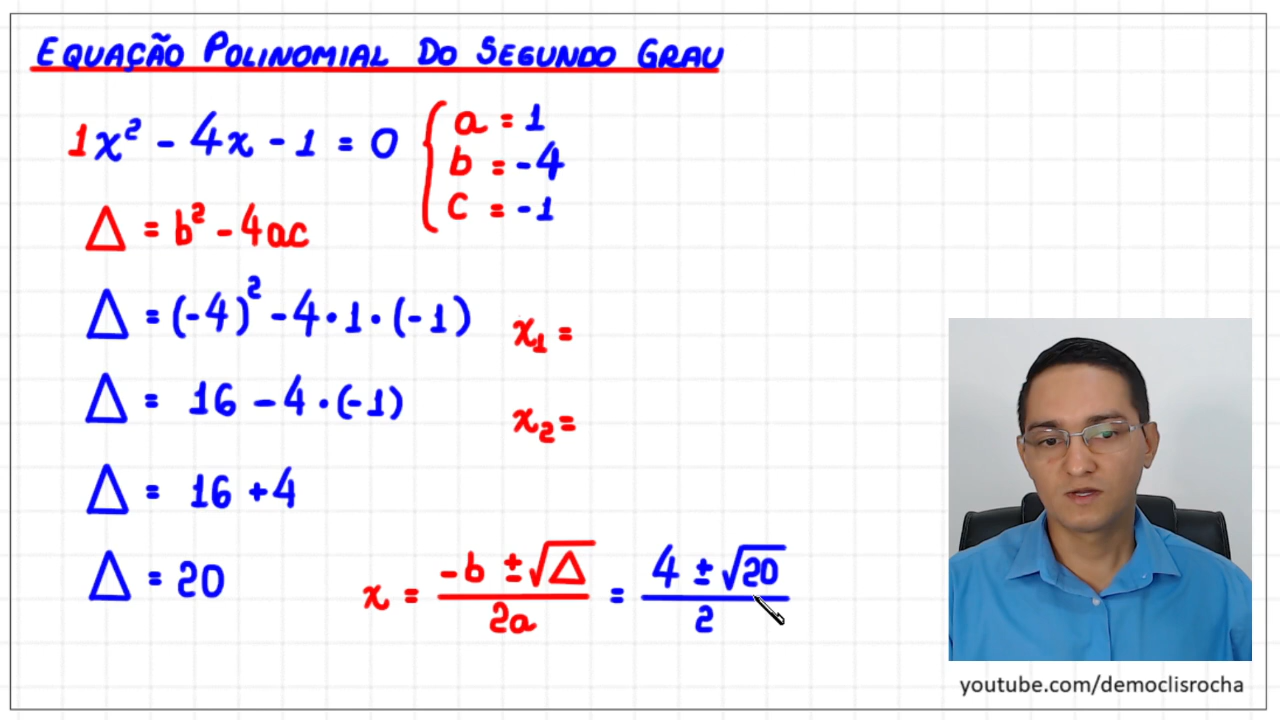 EQUAÇÃO POLINOMIAL DO SEGUNDO GRAU
1x² - 4x - 1 = 0
a = 1
b = -4
c = -1
Δ = b² - 4ac
Δ = (-4)² - 4·1·(-1)
x₁ =
Δ = 16 - 4·(-1)
x₂ =
Δ = 16 + 4
Δ = 20
x = (-b ± √Δ)/2a = (4 ± √20)/2
youtube.com/democlisrocha